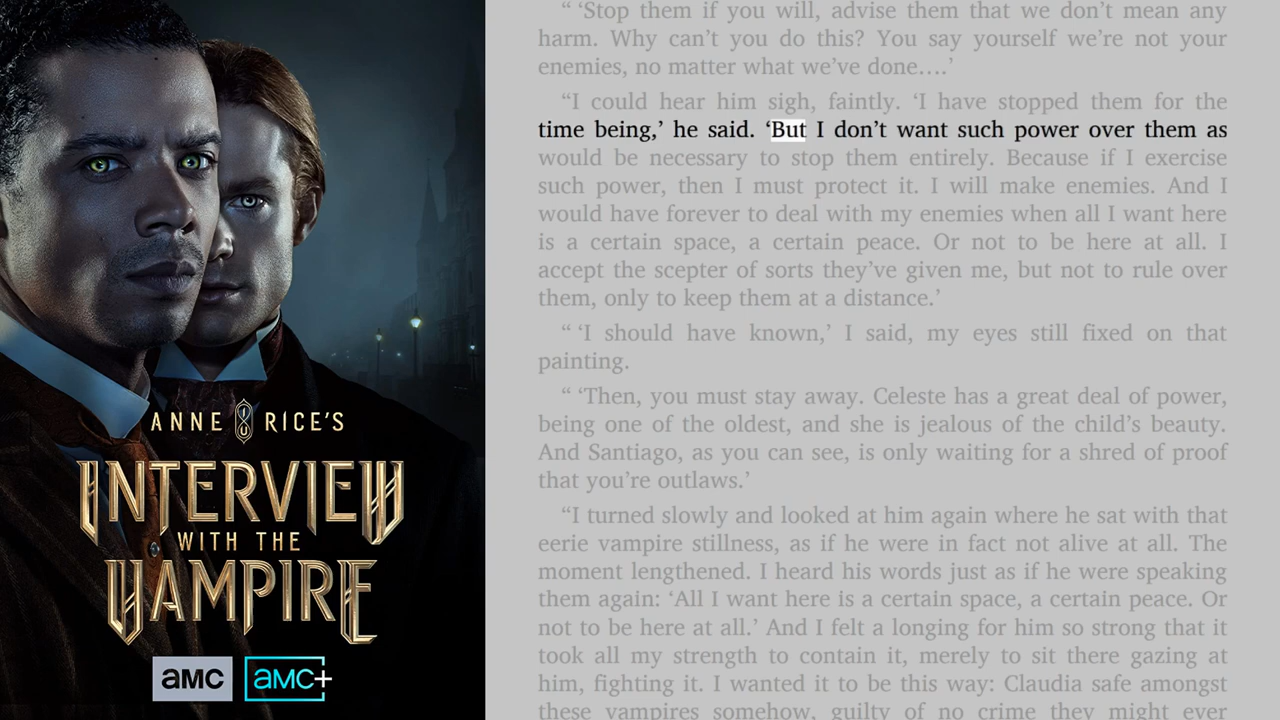 ANNE RICE'S
INTERVIEW
WITH THE
VAMPIRE
amc
amc+
“ ‘Stop them if you will, advise them that we don’t mean any
harm. Why can’t you do this? You say yourself we’re not your
enemies, no matter what we’ve done….’
“I could hear him sigh, faintly. ‘I have stopped them for the
time being,’ he said. ‘But I don’t want such power over them as
would be necessary to stop them entirely. Because if I exercise
such power, then I must protect it. I will make enemies. And I
would have forever to deal with my enemies when all I want here
is a certain space, a certain peace. Or not to be here at all. I
accept the scepter of sorts they’ve given me, but not to rule over
them, only to keep them at a distance.’
“ ‘I should have known,’ I said, my eyes still fixed on that
painting.
“ ‘Then, you must stay away. Celeste has a great deal of power,
being one of the oldest, and she is jealous of the child’s beauty.
And Santiago, as you can see, is only waiting for a shred of proof
that you’re outlaws.’
“I turned slowly and looked at him again where he sat with that
eerie vampire stillness, as if he were in fact not alive at all. The
moment lengthened. I heard his words just as if he were speaking
them again: ‘All I want here is a certain space, a certain peace. Or
not to be here at all.’ And I felt a longing for him so strong that it
took all my strength to contain it, merely to sit there gazing at
him, fighting it. I wanted it to be this way: Claudia safe amongst
these vampires somehow, guilty of no crime they might ever